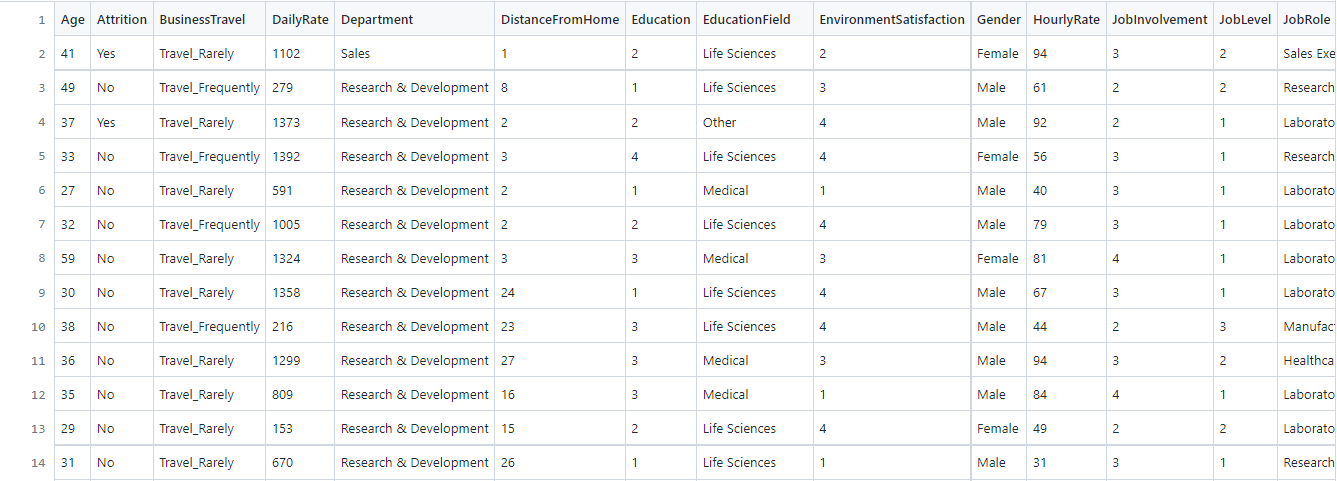 1 Age Attrition BusinessTravel DailyRate Department DistanceFromHome Education EducationField EnvironmentSatisfaction Gender HourlyRate JobInvolvement JobLevel JobRole
2 41 Yes Travel_Rarely 1102 Sales 1 2 Life Sciences 2 Female 94 3 2 Sales Exe
3 49 No Travel_Frequently 279 Research & Development 8 1 Life Sciences 3 Male 61 2 2 Research
4 37 Yes Travel_Rarely 1373 Research & Development 2 2 Other 4 Male 92 2 1 Laborato
5 33 No Travel_Frequently 1392 Research & Development 3 4 Life Sciences 4 Female 56 3 1 Research
6 27 No Travel_Rarely 591 Research & Development 2 1 Medical 1 Male 40 3 1 Laborato
7 32 No Travel_Frequently 1005 Research & Development 2 2 Life Sciences 4 Male 79 3 1 Laborato
8 59 No Travel_Rarely 1324 Research & Development 3 3 Medical 3 Female 81 4 1 Laborato
9 30 No Travel_Rarely 1358 Research & Development 24 1 Life Sciences 4 Male 67 3 1 Laborato
10 38 No Travel_Frequently 216 Research & Development 23 3 Life Sciences 4 Male 44 2 3 Manufac
11 36 No Travel_Rarely 1299 Research & Development 27 3 Medical 3 Male 94 3 2 Healthca
12 35 No Travel_Rarely 809 Research & Development 16 3 Medical 1 Male 84 4 1 Laborato
13 29 No Travel_Rarely 153 Research & Development 15 2 Life Sciences 4 Female 49 2 2 Laborato
14 31 No Travel_Rarely 670 Research & Development 26 1 Life Sciences 1 Male 31 3 1 Research